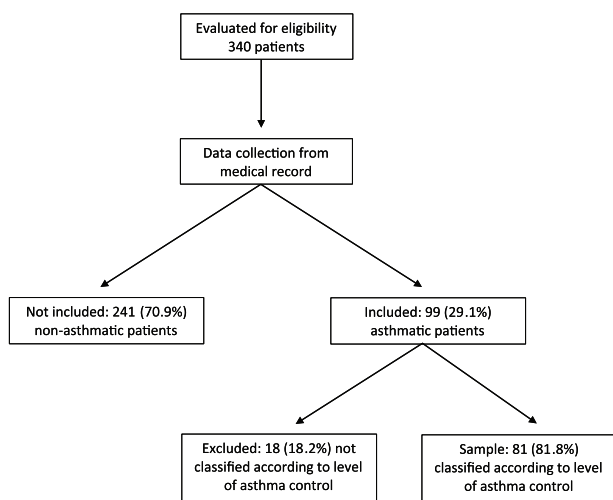 Evaluated for eligibility
340 patients
Data collection from
medical record
Not included: 241 (70.9%)
non-asthmatic patients
Included: 99 (29.1%)
asthmatic patients
Excluded: 18 (18.2%) not
classified according to level
of asthma control
Sample: 81 (81.8%)
classified according to level
of asthma control